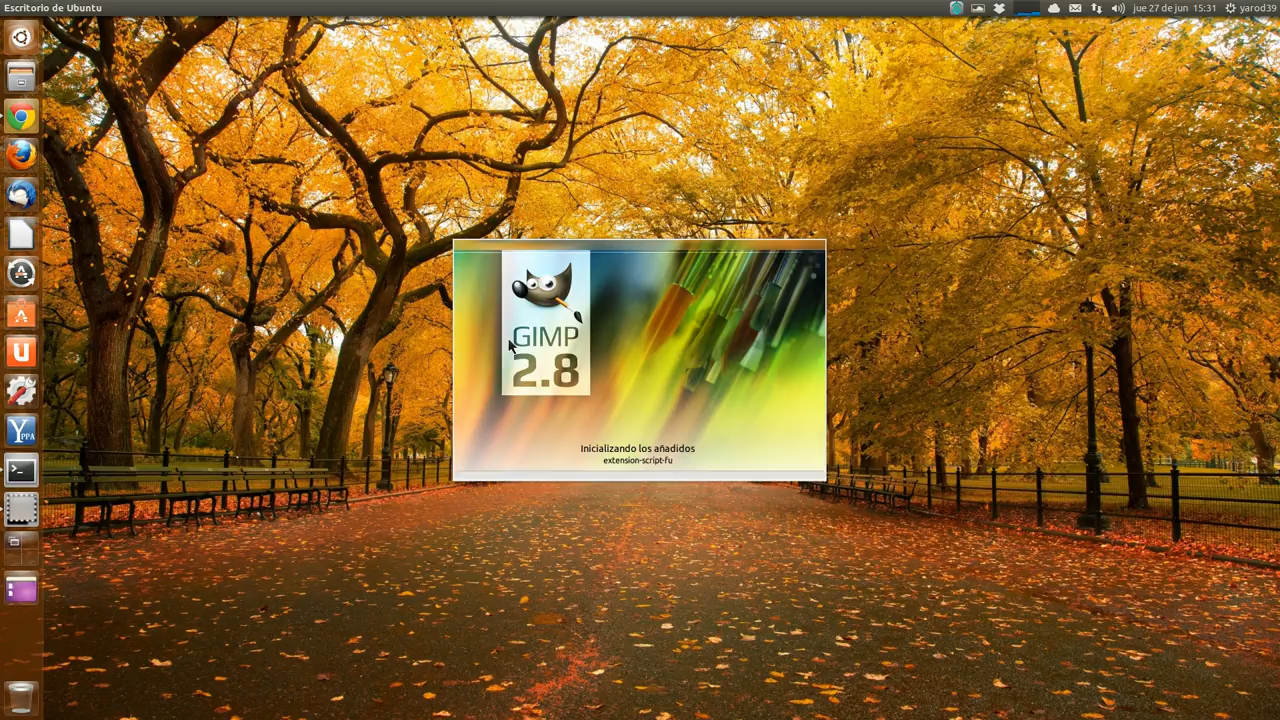 Escritorio de Ubuntu
jue 27 de jun 15:31 yarod39
U
YPPA
GIMP
2.8
Inicializando los añadidos
extension-script-fu